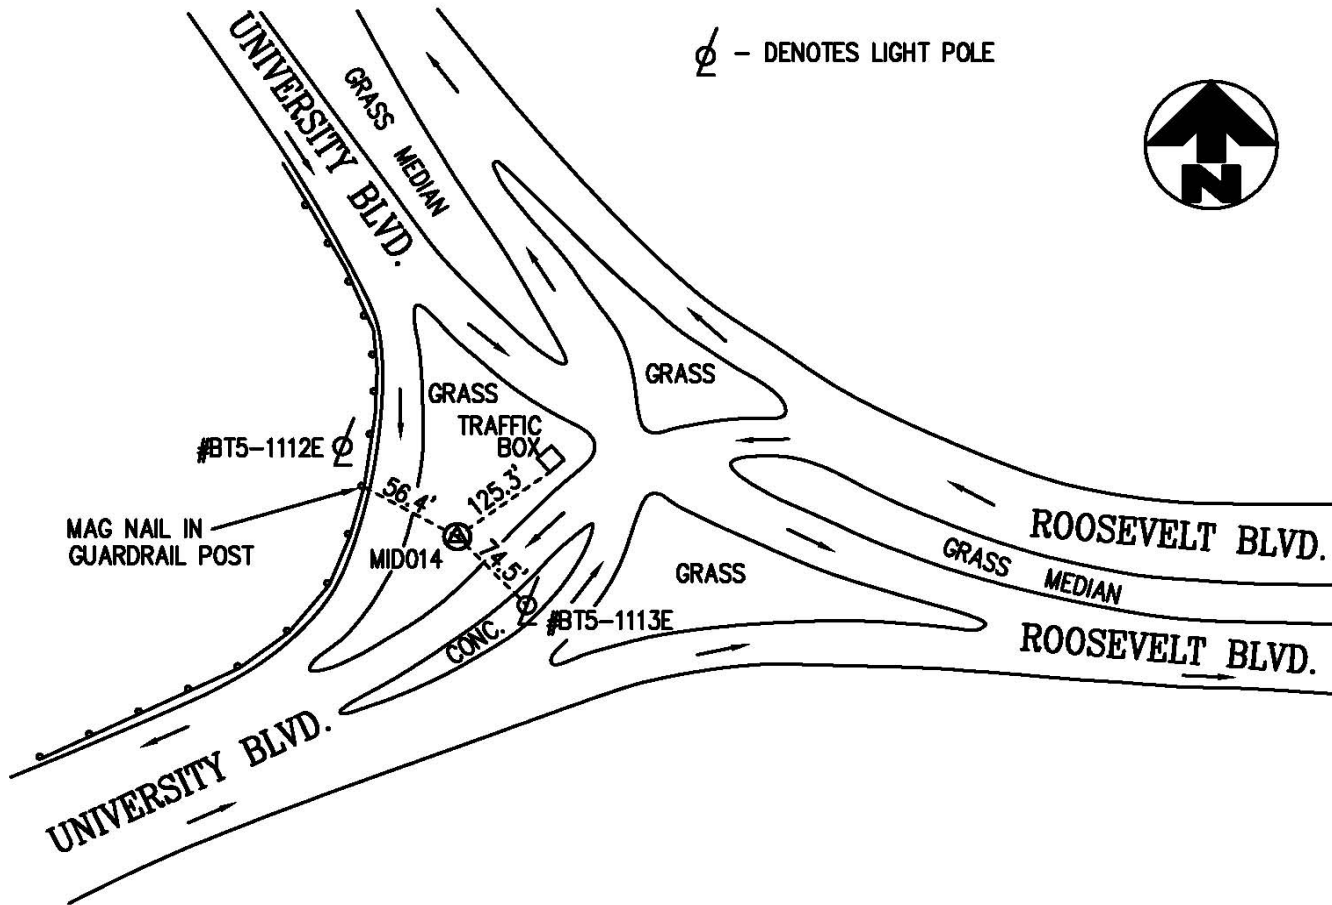 - DENOTES LIGHT POLE
N
UNIVERSITY BLVD.
GRASS MEDIAN
GRASS
GRASS
TRAFFIC
BOX
#BT5-1112E
56.4'
125.3'
MAG NAIL IN
GUARDRAIL POST
MID014
74.5'
#BT5-1113E
CONC.
GRASS
ROOSEVELT BLVD.
GRASS MEDIAN
ROOSEVELT BLVD.
UNIVERSITY BLVD.